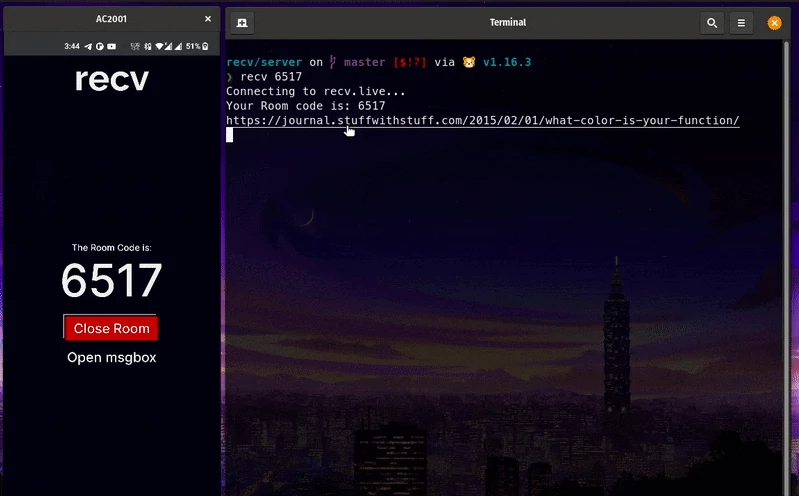 AC2001
3:44 51%
recv
The Room Code is:
6517
Close Room
Open msgbox
Terminal
recv/server on master [$!?] via 🐹 v1.16.3
❯ recv 6517
Connecting to recv.live...
Your Room code is: 6517
https://journal.stuffwithstuff.com/2015/02/01/what-color-is-your-function/